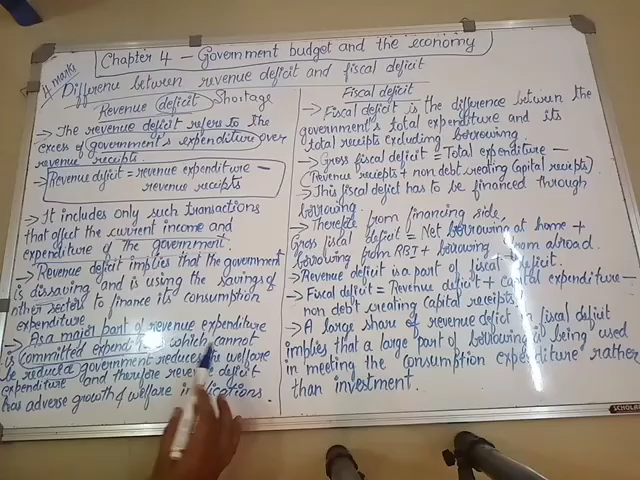 Chapter 4 - Government budget and the economy
4 marks
Difference between revenue deficit and fiscal deficit
Revenue deficit Shortage
→ The revenue deficit refers to the
excess of government's expenditure over
revenue receipts.
→ Revenue deficit = revenue expenditure -
revenue receipts
→ It includes only such transactions
that affect the current income and
expenditure of the government.
→ Revenue deficit implies that the government
is dissaving and is using the savings of
other sectors to finance its consumption
expenditure
→ As a major part of revenue expenditure
is committed which cannot
be reduced government reduces welfare
expenditure and therefore revenue deficit
has adverse growth & welfare implications.
Fiscal deficit
→ Fiscal deficit is the difference between the
government's total expenditure and its
total receipts excluding borrowing.
→ Gross fiscal deficit = Total expenditure -
(Revenue receipts + non debt creating Capital receipts)
→ This fiscal deficit has to be financed through
borrowing.
→ Therefore from financing side,
Gross fiscal deficit = Net borrowing at home +
borrowing from RBI + borrowing from abroad.
→ Revenue deficit is a part of fiscal deficit.
→ Fiscal deficit = Revenue deficit + capital expenditure -
non debt creating capital receipts
→ A large share of revenue deficit in fiscal deficit
implies that a large part of borrowing is being used
in meeting the consumption expenditure rather
than investment.